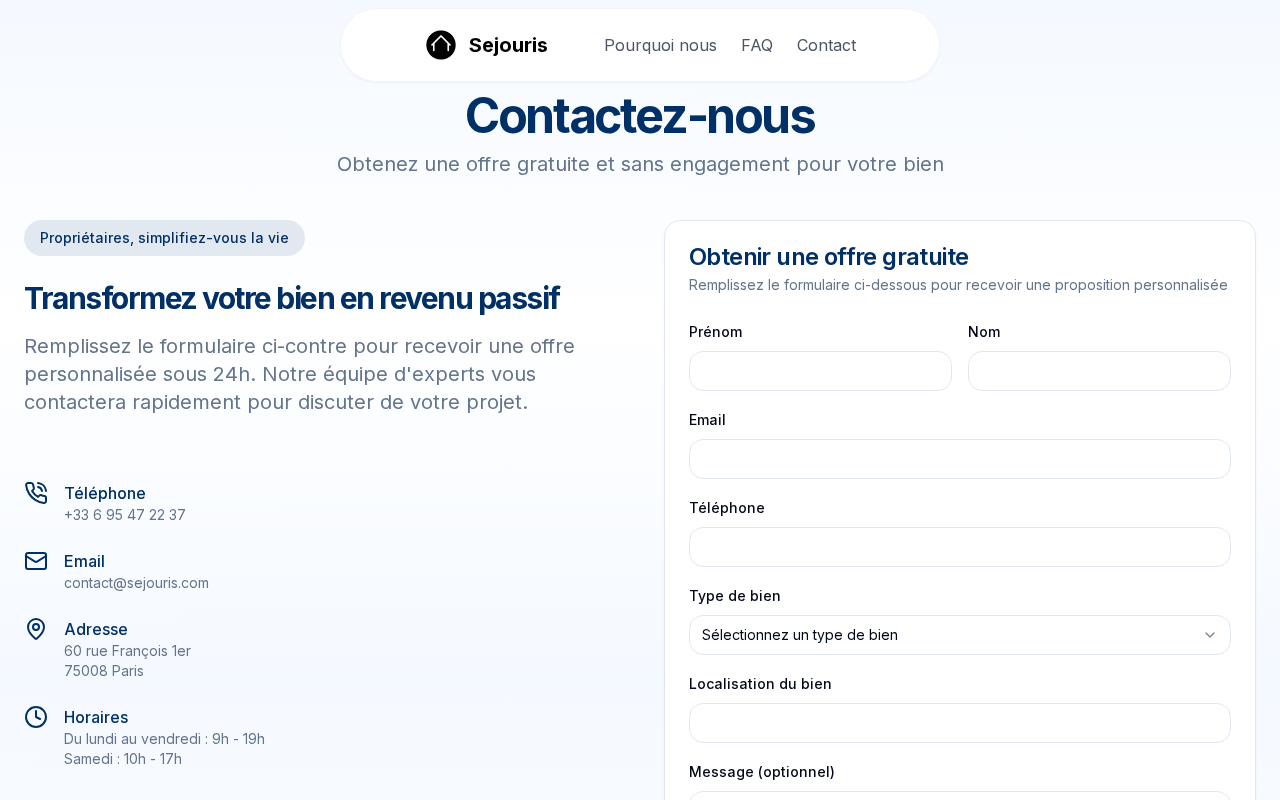 Sejouris
Pourquoi nous
FAQ
Contact
Contactez-nous
Obtenez une offre gratuite et sans engagement pour votre bien
Propriétaires, simplifiez-vous la vie
Transformez votre bien en revenu passif
Remplissez le formulaire ci-contre pour recevoir une offre
personnalisée sous 24h. Notre équipe d'experts vous
contactera rapidement pour discuter de votre projet.
Téléphone
+33 6 95 47 22 37
Email
contact@sejouris.com
Adresse
60 rue François 1er
75008 Paris
Horaires
Du lundi au vendredi : 9h - 19h
Samedi : 10h - 17h
Obtenir une offre gratuite
Remplissez le formulaire ci-dessous pour recevoir une proposition personnalisée
Prénom
Nom
Email
Téléphone
Type de bien
Sélectionnez un type de bien
Localisation du bien
Message (optionnel)